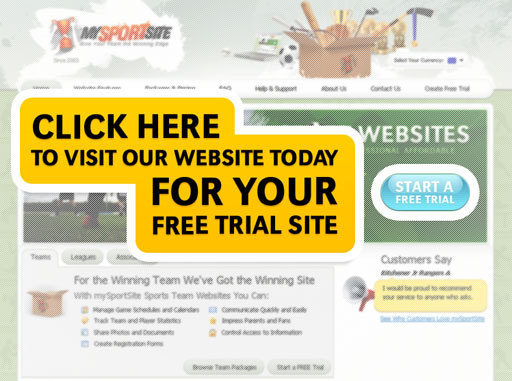 mySPORTSITE
Give Your Team the Winning Edge
Since 2003
Select Your Currency:
Home Website Features Packages & Pricing FAQ Help & Support About Us Contact Us Create Free Trial
CLICK HERE
TO VISIT OUR WEBSITE TODAY
FOR YOUR
FREE TRIAL SITE
WEBSITES
AFFORDABLE
START A
FREE TRIAL
Teams Leagues
For the Winning Team We've Got the Winning Site
With mySportSite Sports Team Websites You Can:
Manage Game Schedules and Calendars
Communicate Quickly and Easily
Track Team and Player Statistics
Impress Parents and Fans
Share Photos and Documents
Control Access to Information
Create Registration Forms
Browse Team Packages
Start a FREE Trial
Customers Say
Kitchener Jr Rangers A
I would be proud to recommend
your service to anyone who asks.
See Why Customers Love mySportSite